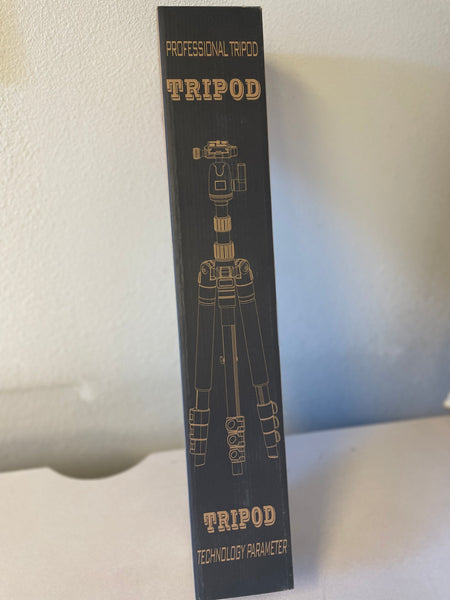 PROFESSIONAL TRIPOD
TRIPOD
TRIPOD
TECHNOLOGY PARAMETER